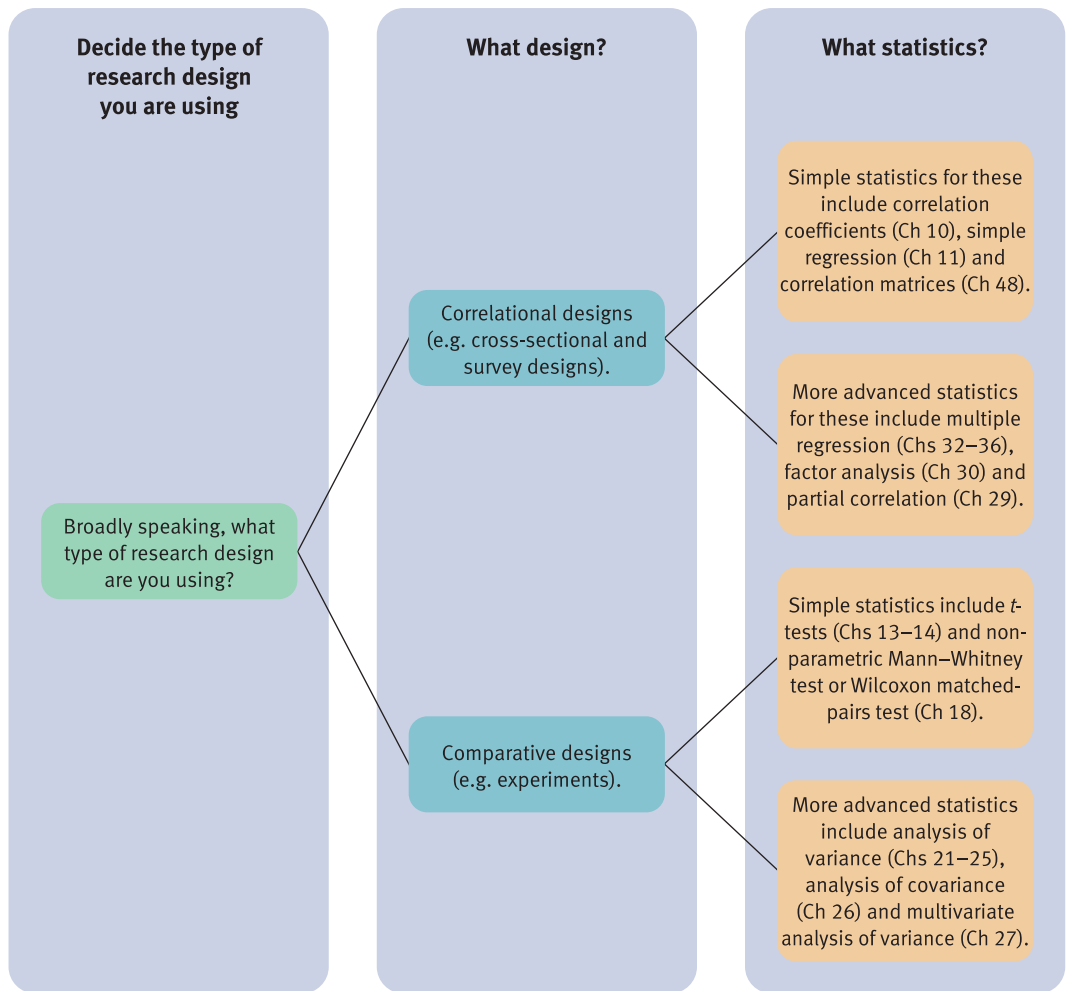 Decide the type of
research design
you are using
Broadly speaking, what
type of research design
are you using?
What design?
Correlational designs
(e.g. cross-sectional and
survey designs).
Comparative designs
(e.g. experiments).
What statistics?
Simple statistics for these
include correlation
coefficients (Ch 10), simple
regression (Ch 11) and
correlation matrices (Ch 48).
More advanced statistics
for these include multiple
regression (Chs 32–36),
factor analysis (Ch 30) and
partial correlation (Ch 29).
Simple statistics include t-
tests (Chs 13–14) and non-
parametric Mann–Whitney
test or Wilcoxon matched-
pairs test (Ch 18).
More advanced statistics
include analysis of
variance (Chs 21–25),
analysis of covariance
(Ch 26) and multivariate
analysis of variance (Ch 27).